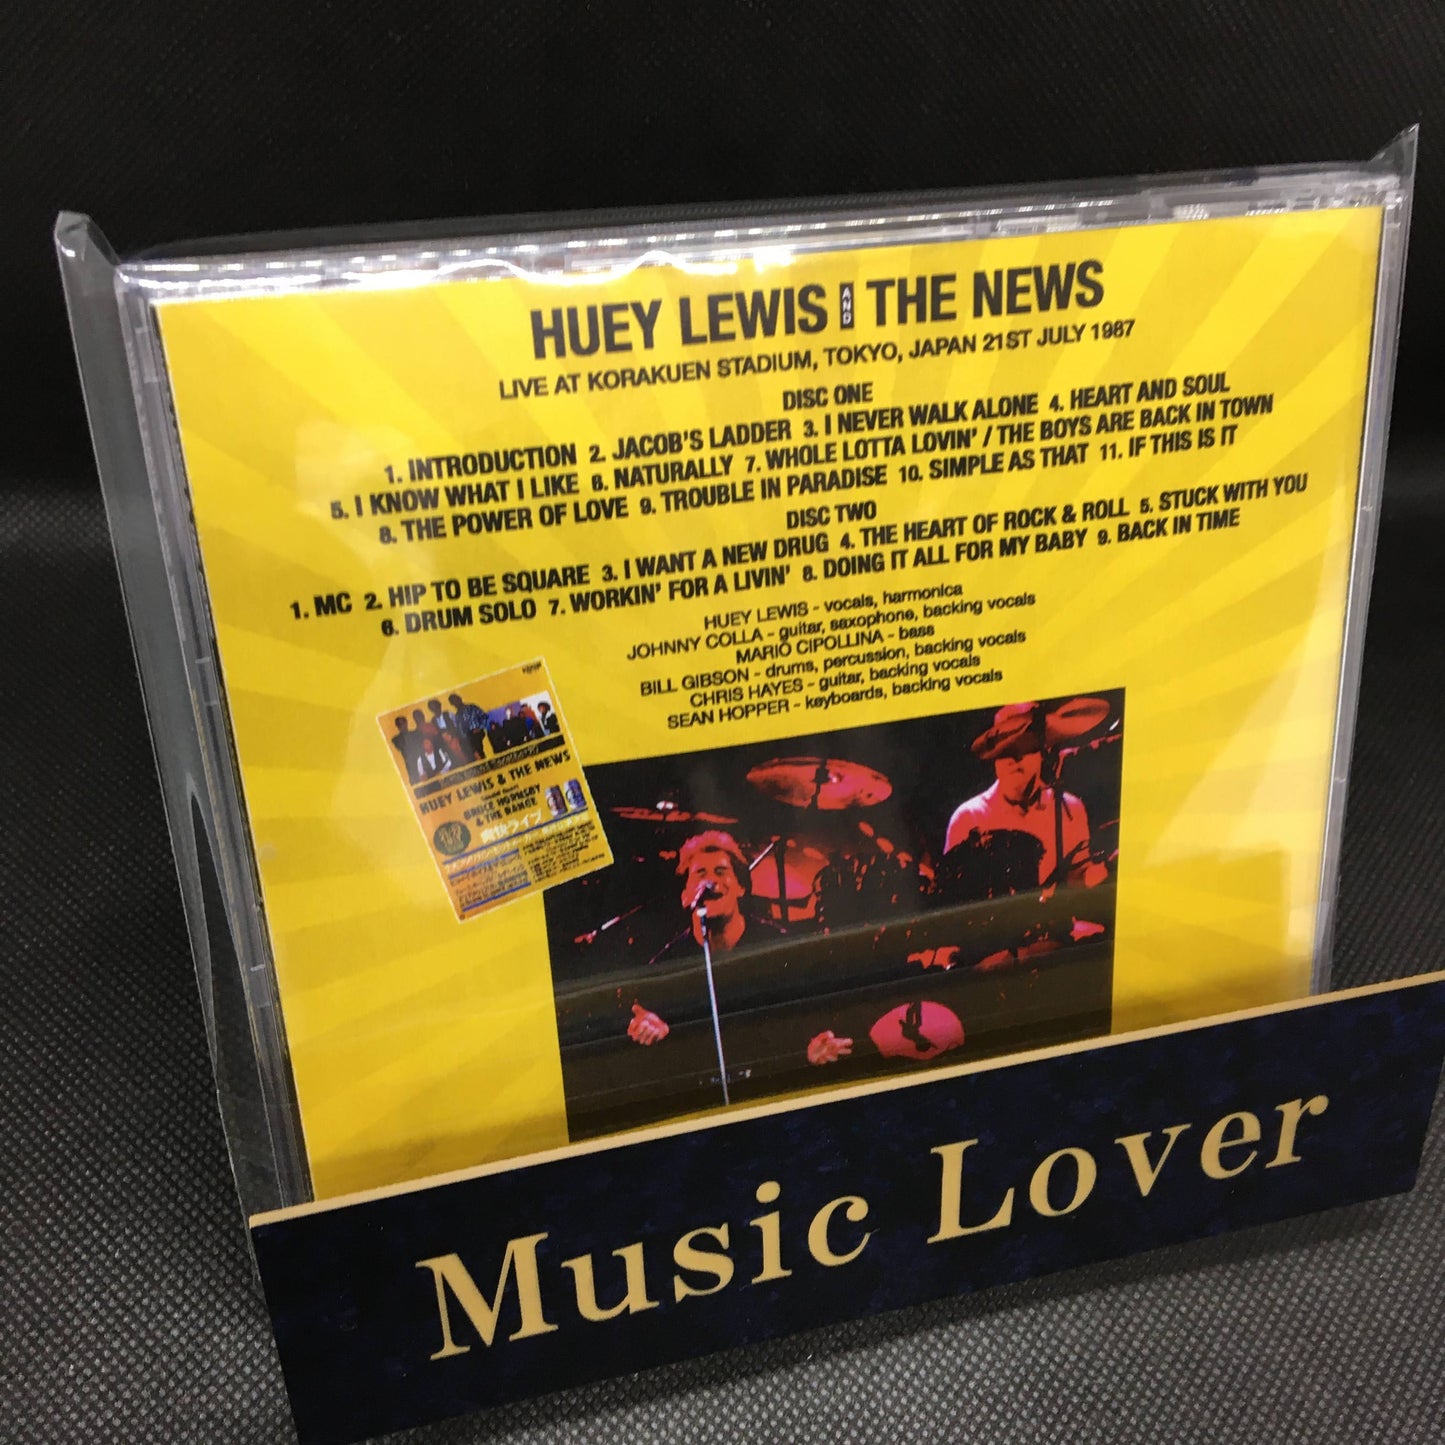 HUEY LEWIS AND THE NEWS
LIVE AT KORAKUEN STADIUM, TOKYO, JAPAN 21ST JULY 1987
DISC ONE
1. INTRODUCTION 2. JACOB'S LADDER 3. I NEVER WALK ALONE 4. HEART AND SOUL
5. I KNOW WHAT I LIKE 6. NATURALLY 7. WHOLE LOTTA LOVIN' / THE BOYS ARE BACK IN TOWN
8. THE POWER OF LOVE 9. TROUBLE IN PARADISE 10. SIMPLE AS THAT 11. IF THIS IS IT
DISC TWO
1. MC 2. HIP TO BE SQUARE 3. I WANT A NEW DRUG 4. THE HEART OF ROCK & ROLL 5. STUCK WITH YOU
6. DRUM SOLO 7. WORKIN' FOR A LIVIN' 8. DOING IT ALL FOR MY BABY 9. BACK IN TIME
HUEY LEWIS - vocals, harmonica
JOHNNY COLLA - guitar, saxophone, backing vocals
MARIO CIPOLLINA - bass
BILL GIBSON - drums, percussion, backing vocals
CHRIS HAYES - guitar, backing vocals
SEAN HOPPER - keyboards, backing vocals
HUEY LEWIS & THE NEWS
BRUCE HORNSBY
& THE RANGE
爽快ライブ
Music Lover